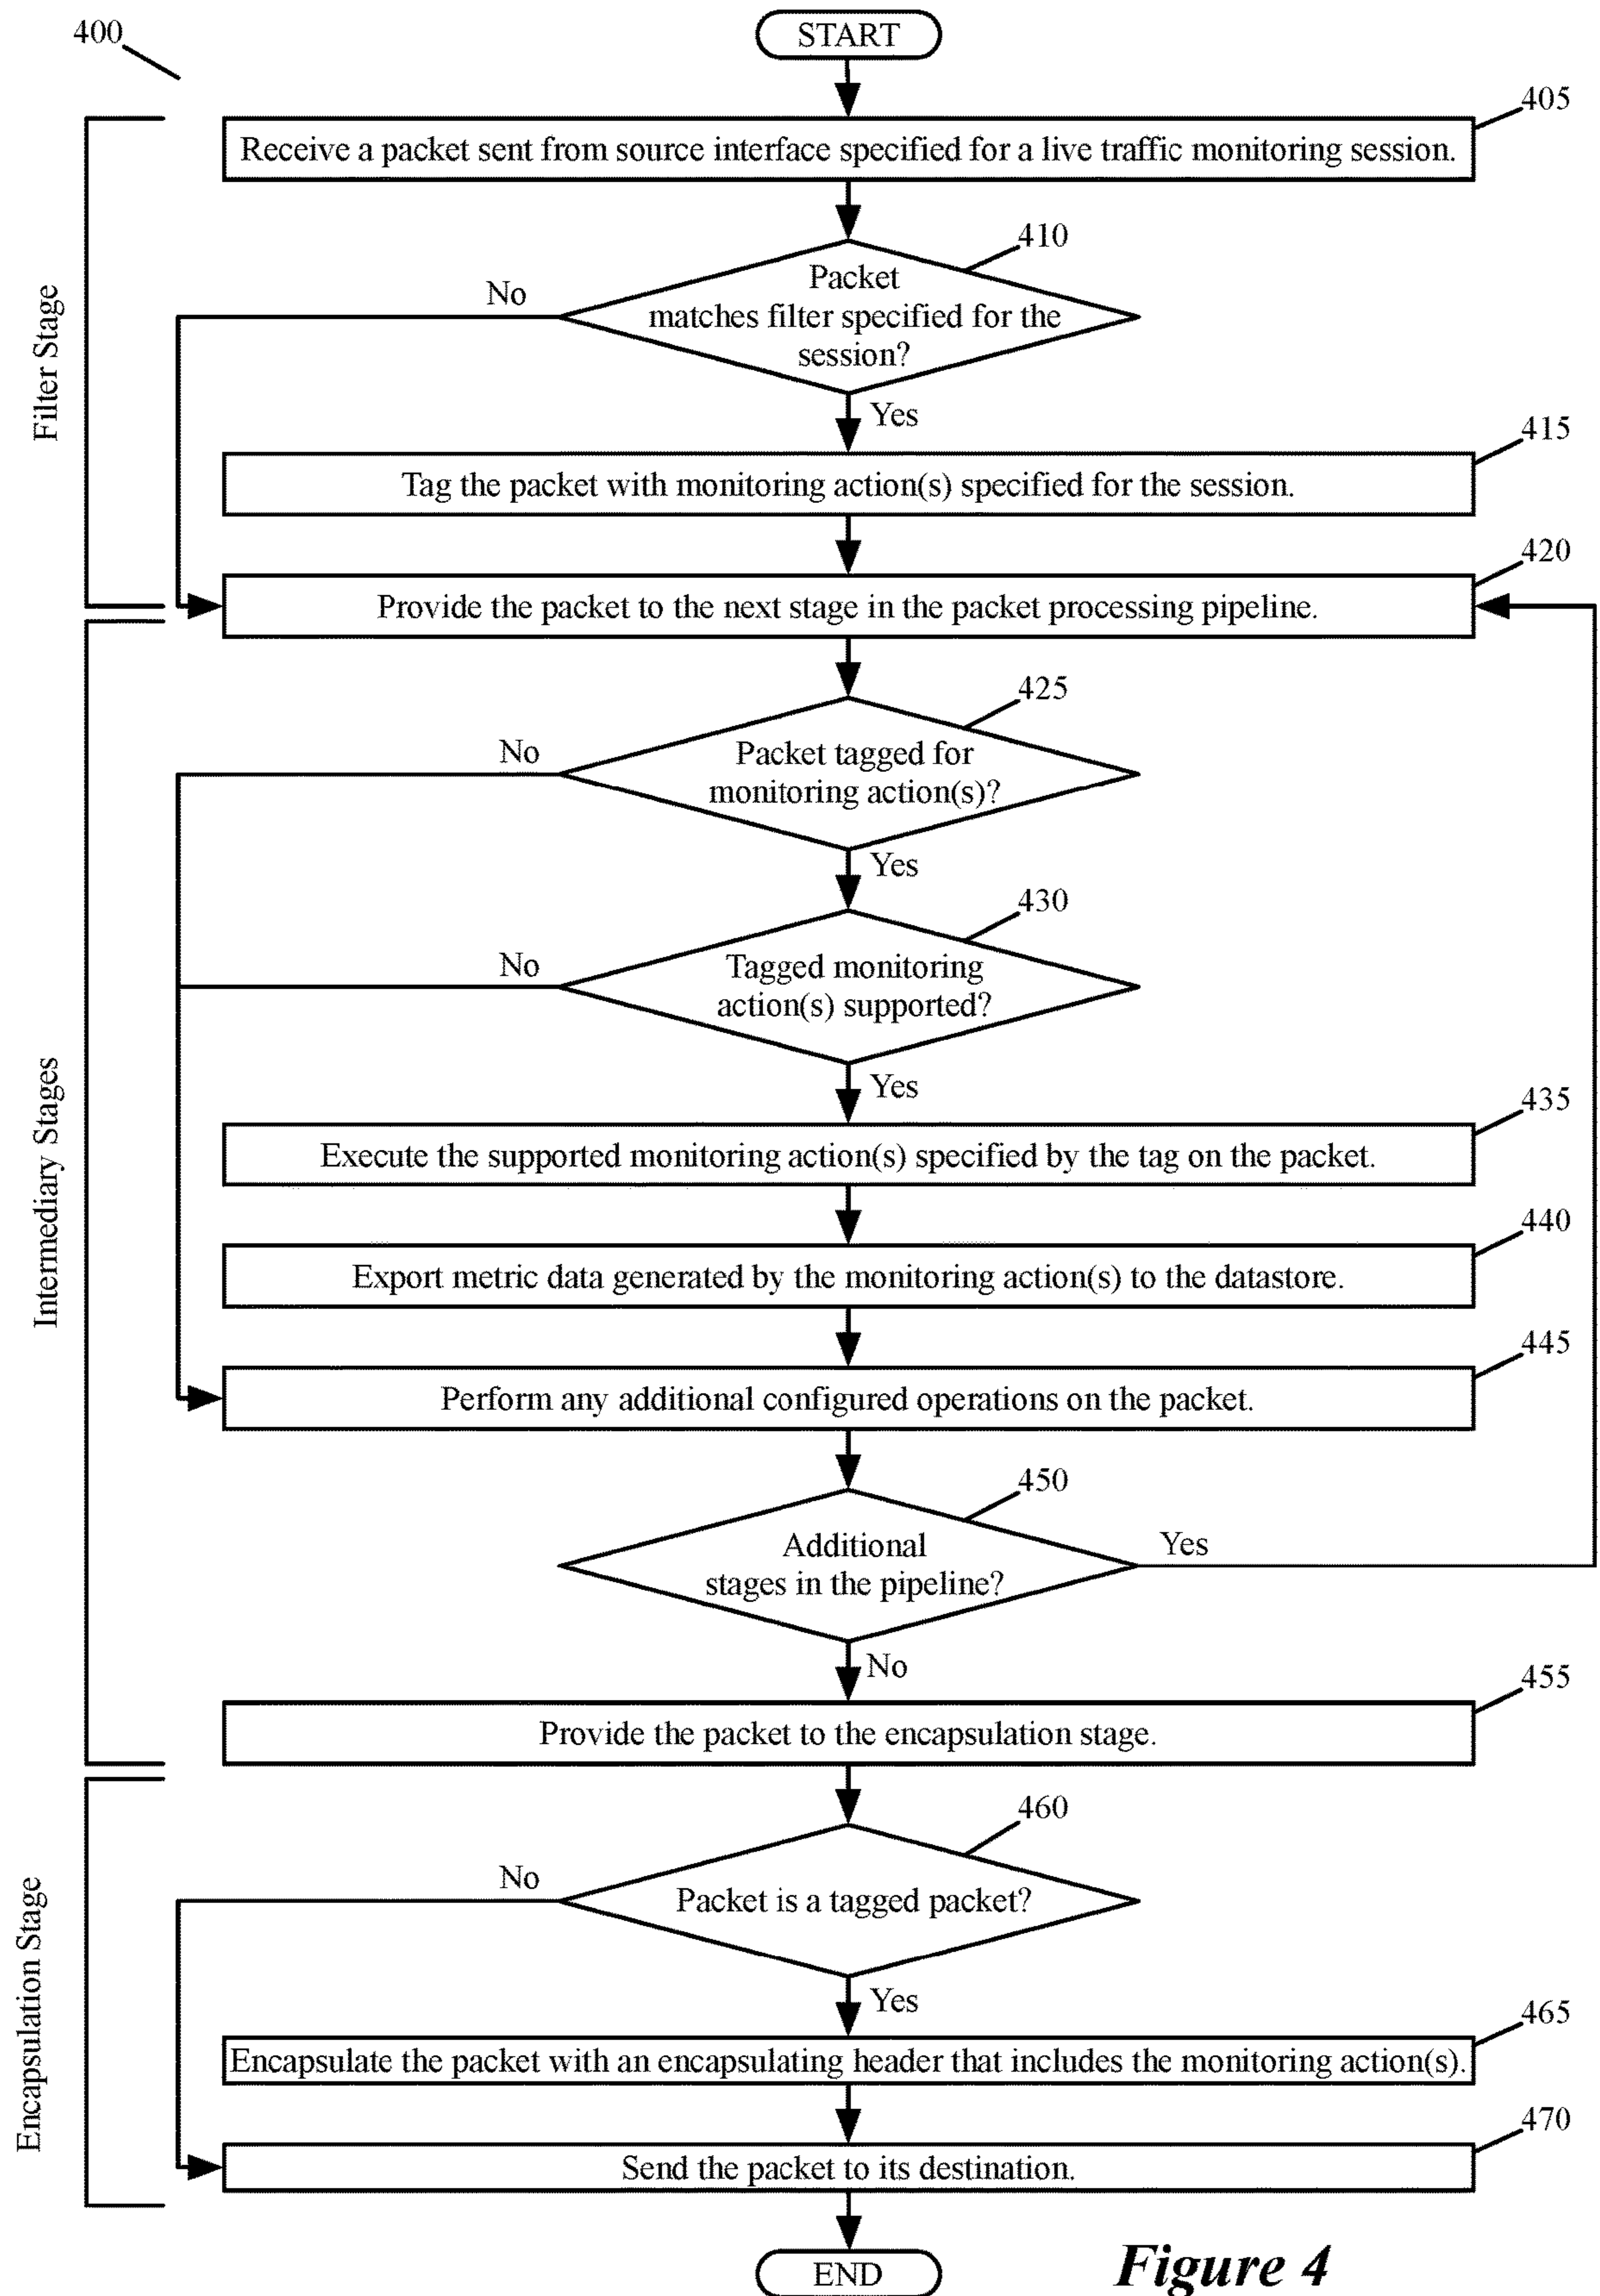 400
START
405
Receive a packet sent from source interface specified for a live traffic monitoring session.
410
Packet
matches filter specified for the
session?
No
Yes
Filter Stage
415
Tag the packet with monitoring action(s) specified for the session.
420
Provide the packet to the next stage in the packet processing pipeline.
425
Packet tagged for
monitoring action(s)?
No
Yes
430
Tagged monitoring
action(s) supported?
No
Yes
Intermediary Stages
435
Execute the supported monitoring action(s) specified by the tag on the packet.
440
Export metric data generated by the monitoring action(s) to the datastore.
445
Perform any additional configured operations on the packet.
450
Additional
stages in the pipeline?
Yes
No
455
Provide the packet to the encapsulation stage.
460
Packet is a tagged packet?
No
Yes
Encapsulation Stage
465
Encapsulate the packet with an encapsulating header that includes the monitoring action(s).
470
Send the packet to its destination.
END
Figure 4